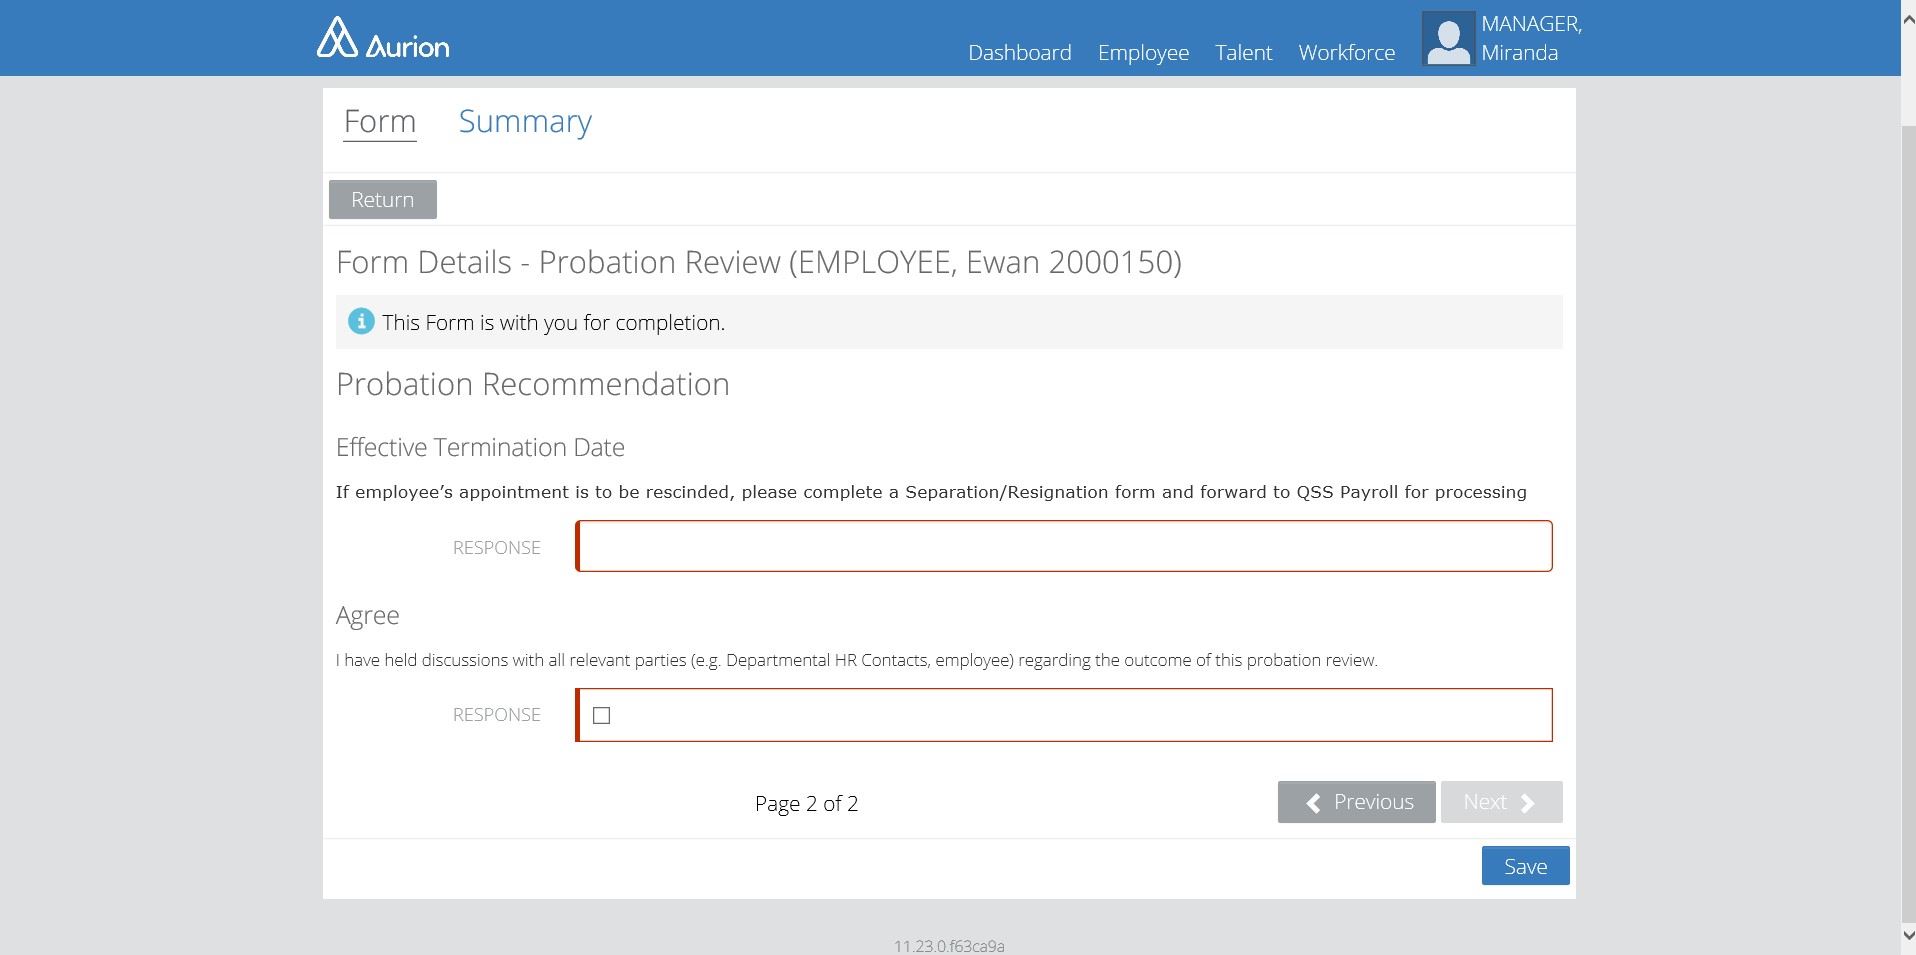 Aurion
Dashboard Employee Talent Workforce
MANAGER,
Miranda
Form Summary
Return
Form Details - Probation Review (EMPLOYEE, Ewan 2000150)
This Form is with you for completion.
Probation Recommendation
Effective Termination Date
If employee’s appointment is to be rescinded, please complete a Separation/Resignation form and forward to QSS Payroll for processing
RESPONSE
Agree
I have held discussions with all relevant parties (e.g. Departmental HR Contacts, employee) regarding the outcome of this probation review.
RESPONSE
Page 2 of 2
Previous
Next
Save
11.23.0.f63ca9a